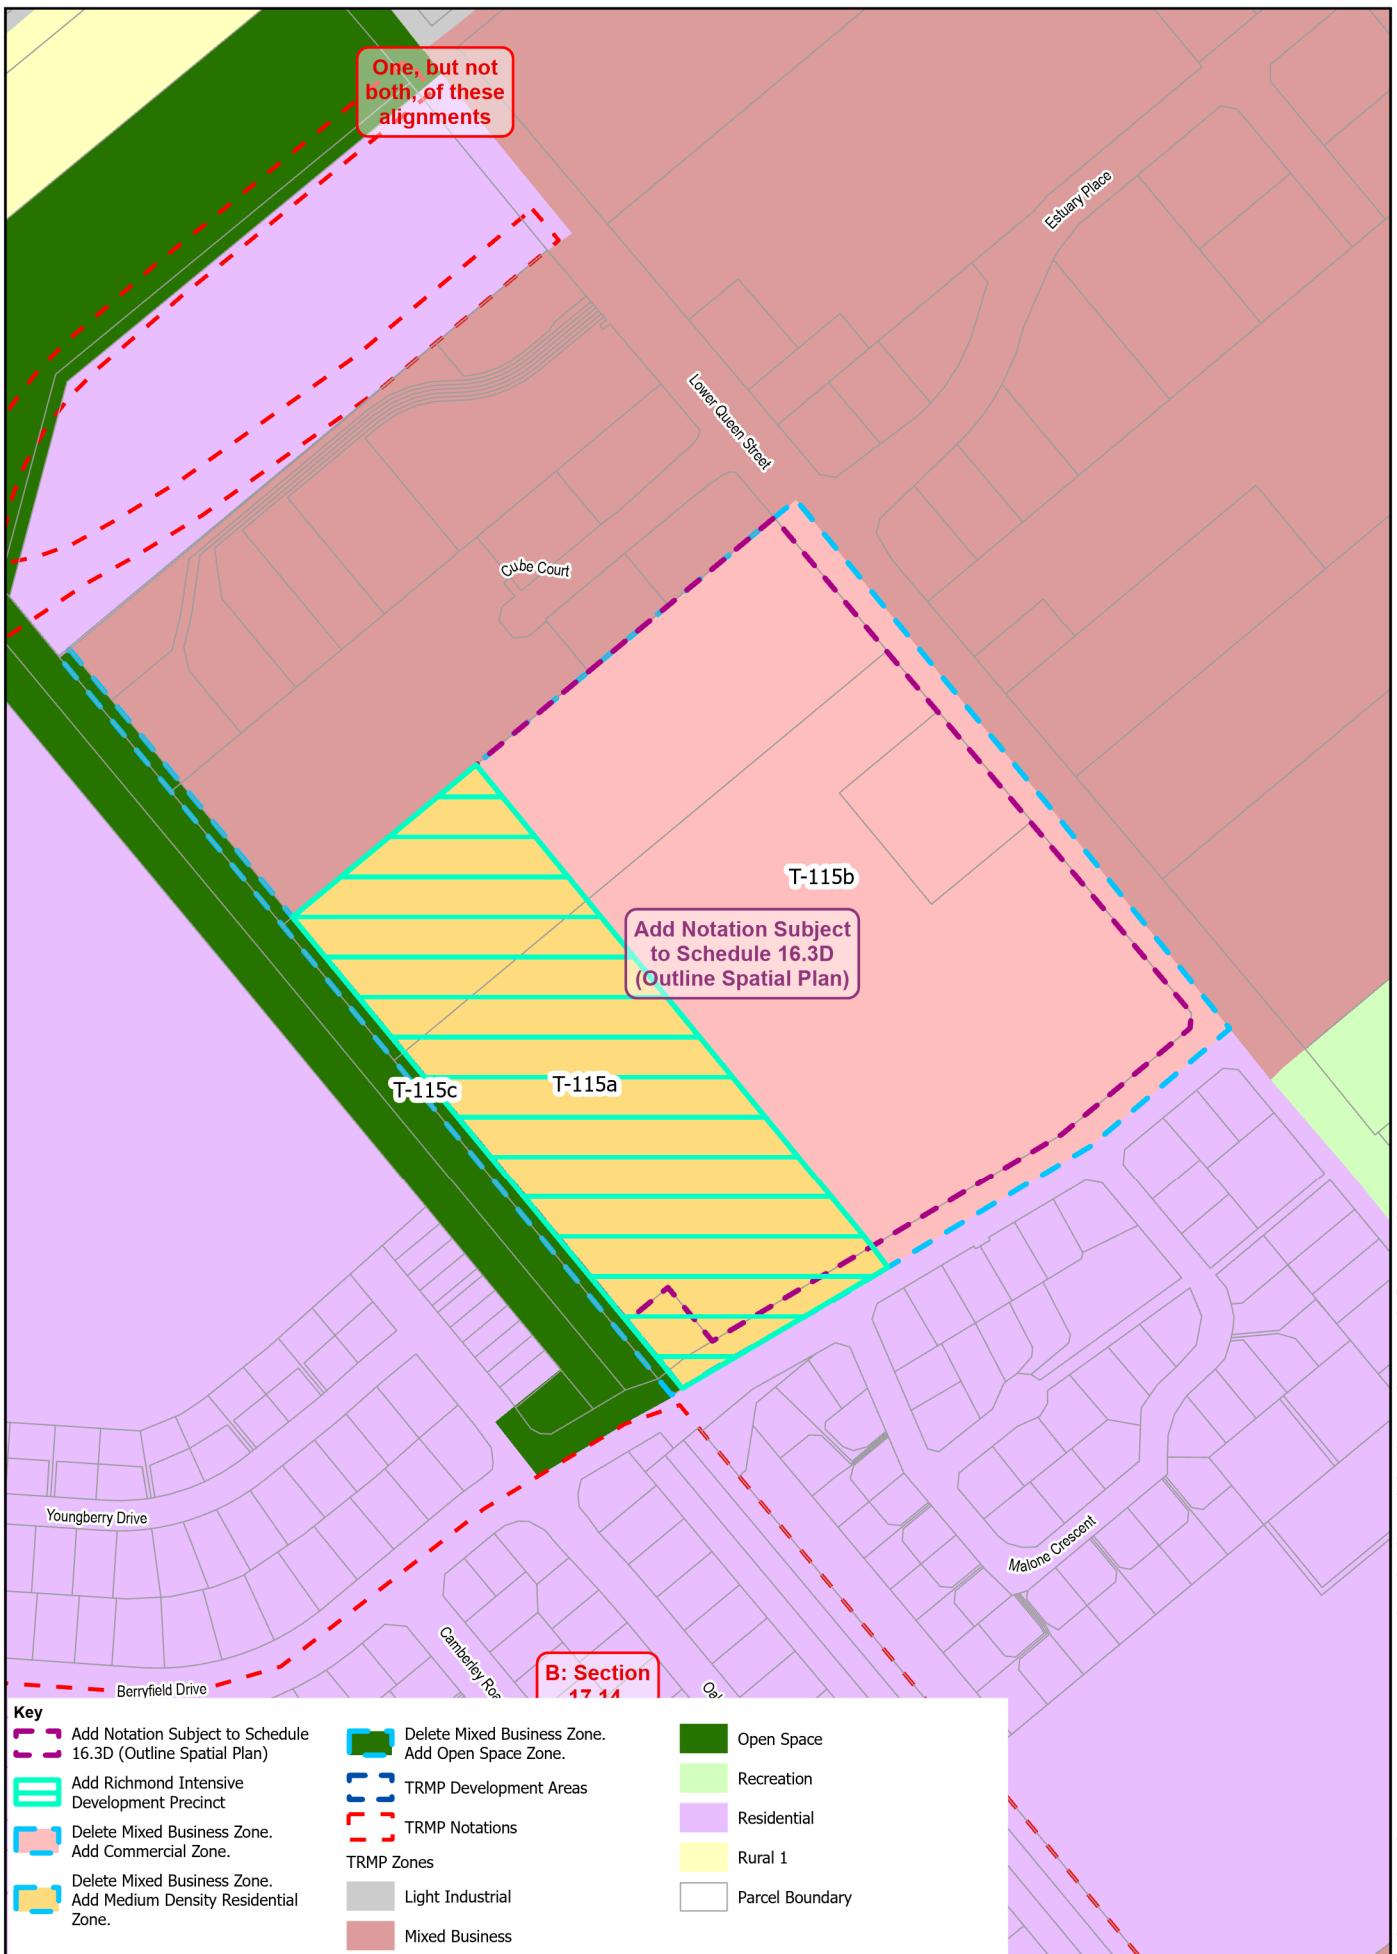 One, but not
both, of these
alignments
Estuary Place
Lower Queen Street
Cube Court
T-115b
Add Notation Subject
to Schedule 16.3D
(Outline Spatial Plan)
T-115c
T-115a
Youngberry Drive
Malone Crescent
Camberley Roa
Berryfield Drive
B: Section
17.14
Key
Add Notation Subject to Schedule
16.3D (Outline Spatial Plan)
Add Richmond Intensive
Development Precinct
Delete Mixed Business Zone.
Add Commercial Zone.
Delete Mixed Business Zone.
Add Medium Density Residential
Zone.
Delete Mixed Business Zone.
Add Open Space Zone.
TRMP Development Areas
TRMP Notations
TRMP Zones
Light Industrial
Mixed Business
Open Space
Recreation
Residential
Rural 1
Parcel Boundary